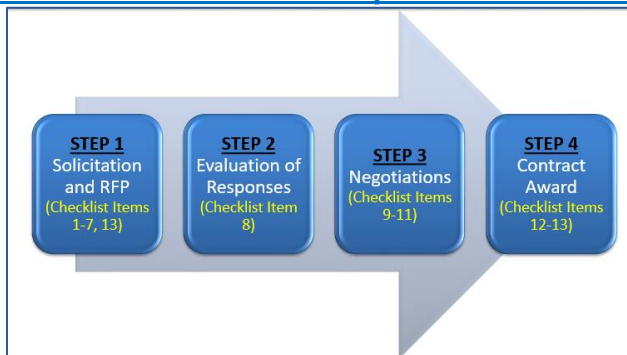 STEP 1
Solicitation
and RFP
(Checklist Items
1-7, 13)
STEP 2
Evaluation of
Responses
(Checklist Item
8)
STEP 3
Negotiations
(Checklist Items
9-11)
STEP 4
Contract
Award
(Checklist Items
12-13)